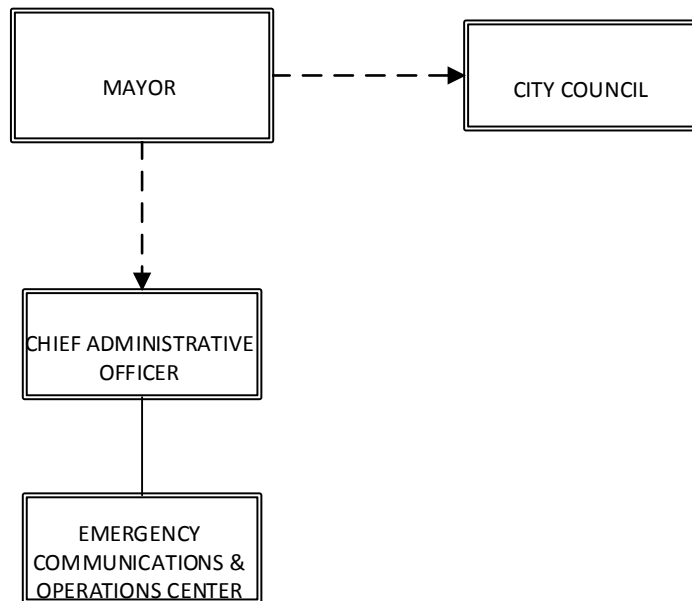 MAYOR
CITY COUNCIL
CHIEF ADMINISTRATIVE
OFFICER
EMERGENCY
COMMUNICATIONS &
OPERATIONS CENTER